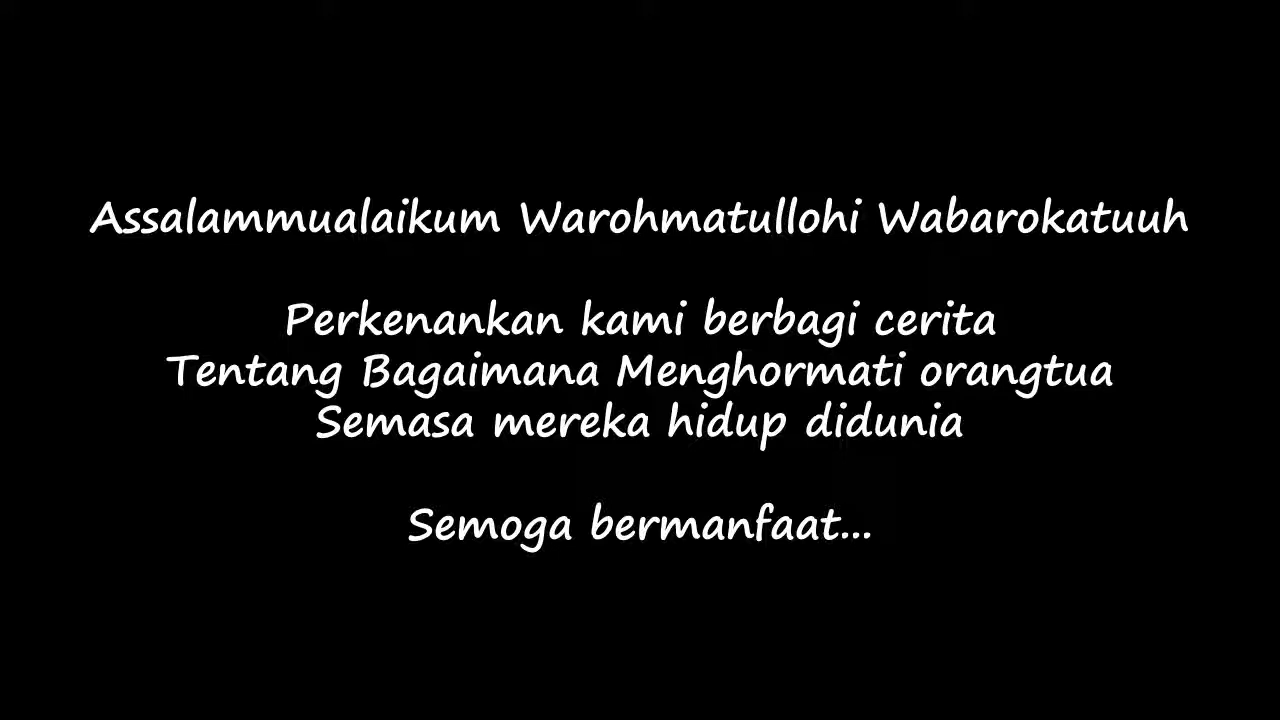 Assalammualaikum Warohmatullohi Wabarokatuuh
Perkenankan kami berbagi cerita
Tentang Bagaimana Menghormati orangtua
Semasa mereka hidup didunia
Semoga bermanfaat...